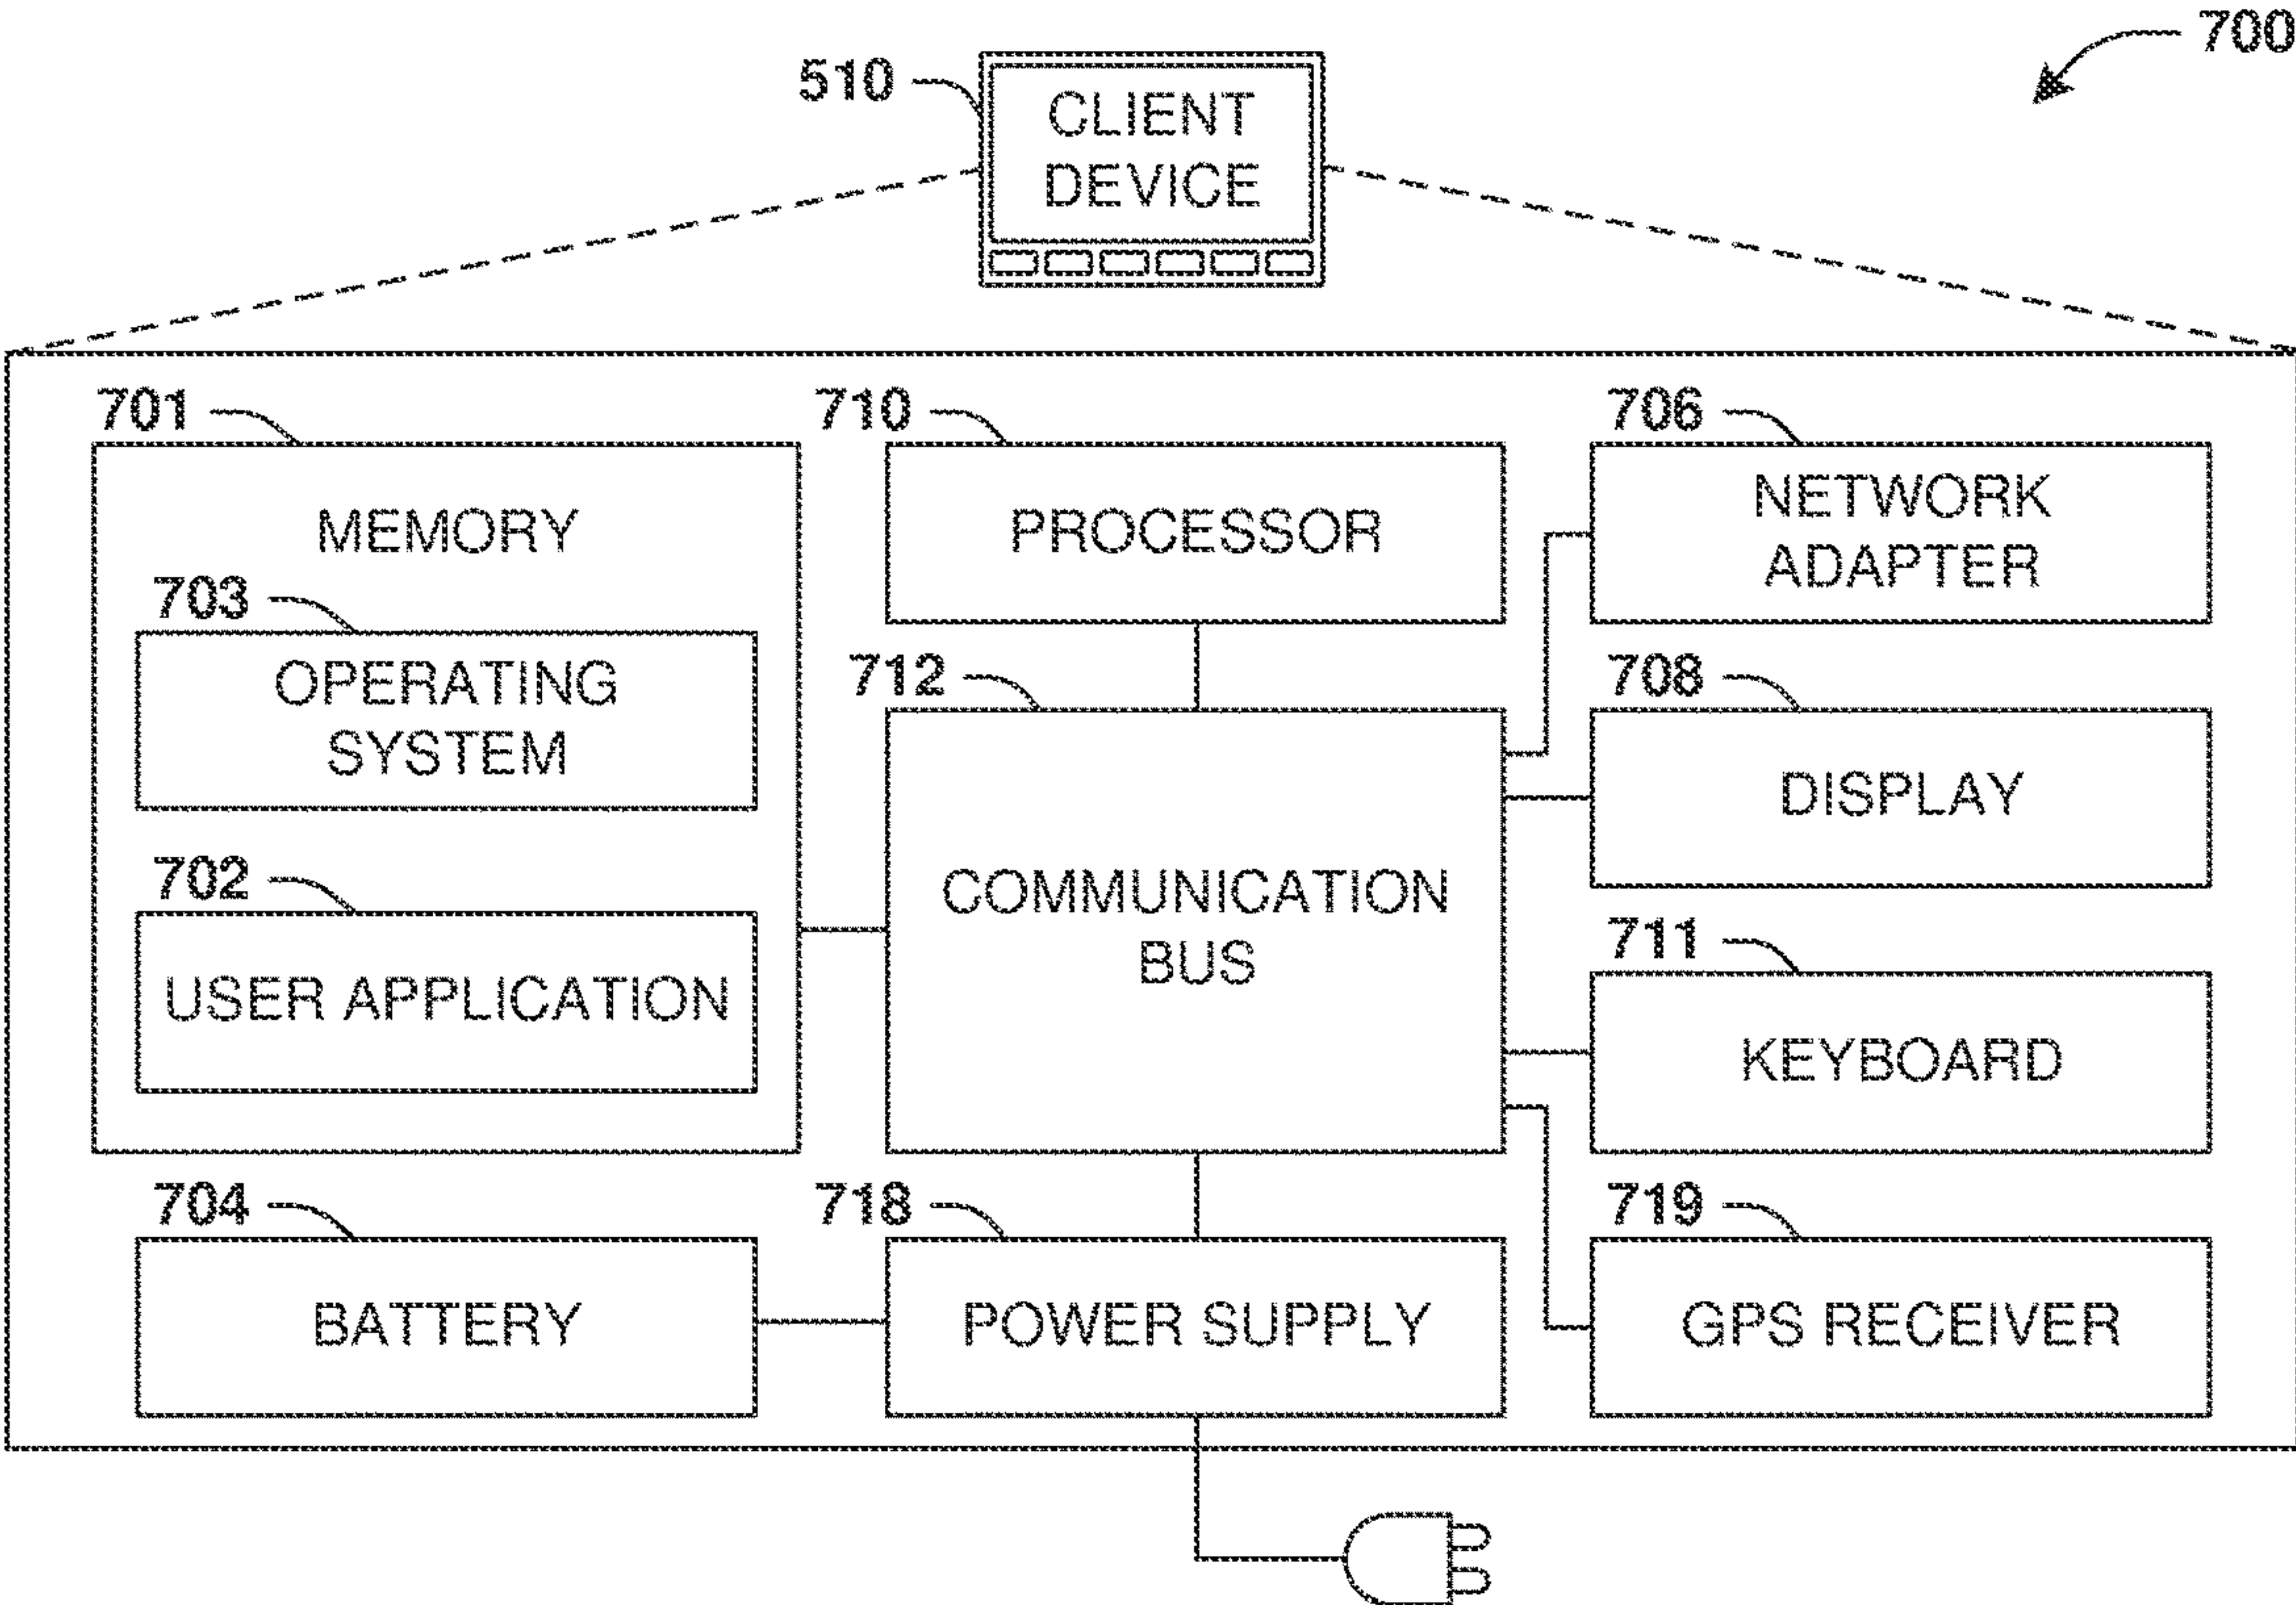 700
510
CLIENT
DEVICE
701
MEMORY
703
OPERATING
SYSTEM
702
USER APPLICATION
704
BATTERY
710
PROCESSOR
712
COMMUNICATION
BUS
718
POWER SUPPLY
706
NETWORK
ADAPTER
708
DISPLAY
711
KEYBOARD
719
GPS RECEIVER